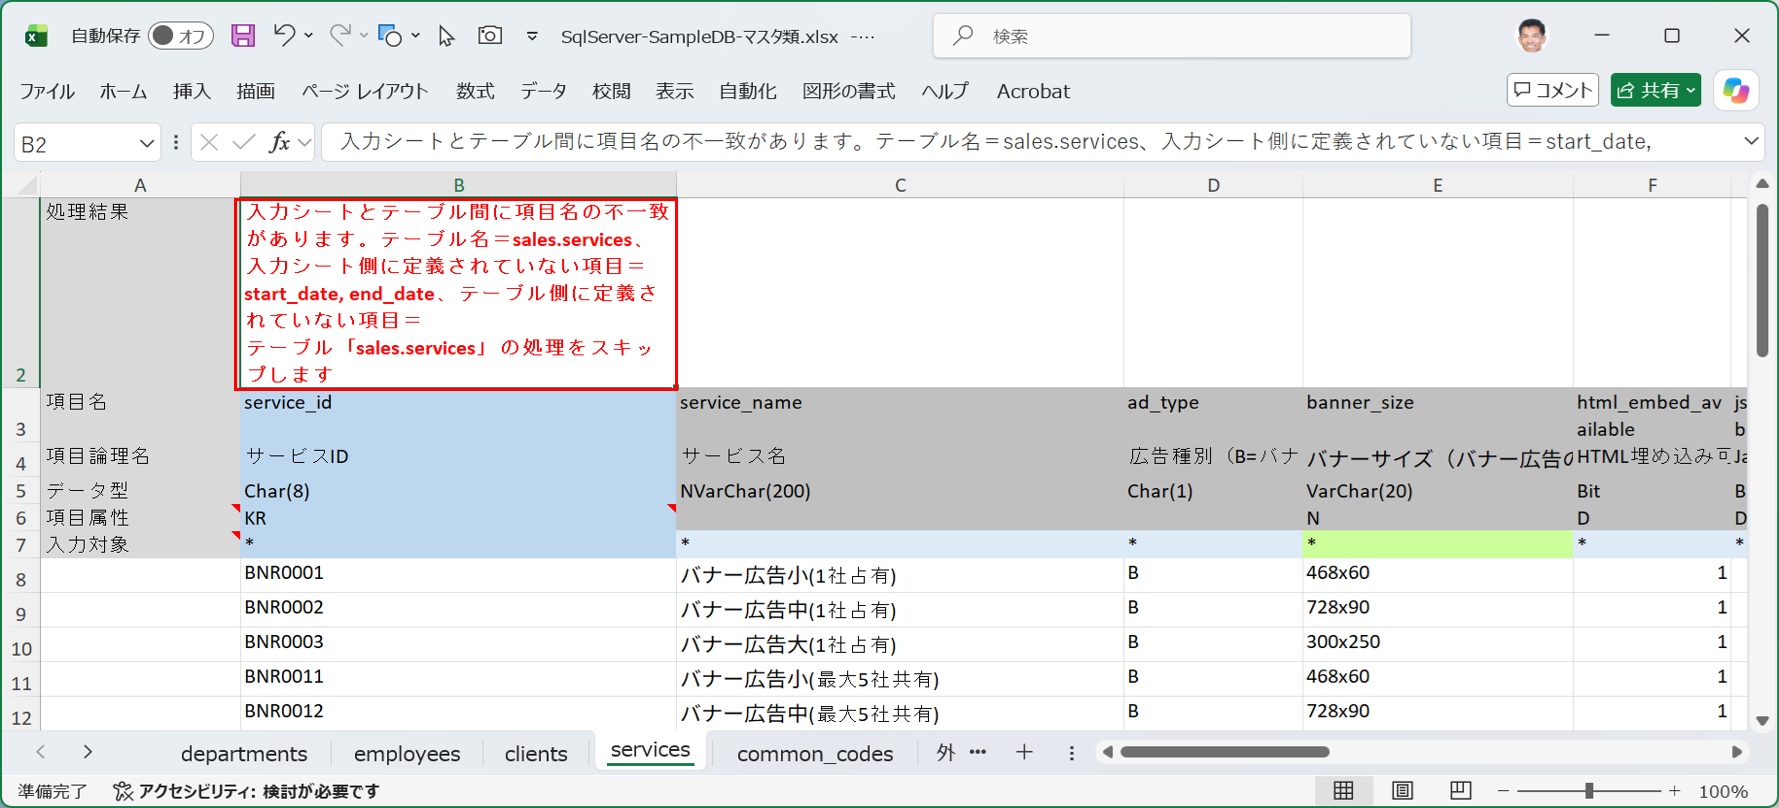 自動保存 オフ SqlServer-SampleDB-マスタ類.xlsx -… 検索
ファイル ホーム 挿入 描画 ページ レイアウト 数式 データ 校閲 表示 自動化 図形の書式 ヘルプ Acrobat コメント 共有
B2 fx 入力シートとテーブル間に項目名の不一致があります。テーブル名=sales.services、入力シート側に定義されていない項目=start_date,
A B C D E F
2 処理結果 入力シートとテーブル間に項目名の不一致
があります。テーブル名=sales.services、
入力シート側に定義されていない項目=
start_date, end_date、テーブル側に定義さ
れていない項目=
テーブル「sales.services」の処理をスキッ
プします
3 項目名 service_id service_name ad_type banner_size html_embed_av js
ailable b
4 項目論理名 サービスID サービス名 広告種別（B=バナ バナーサイズ（バナー広告の HTML埋め込み可 Ja
5 データ型 Char(8) NVarChar(200) Char(1) VarChar(20) Bit B
6 項目属性 KR N D D
7 入力対象 * * * * * *
8 BNR0001 バナー広告小(1社占有) B 468x60 1
9 BNR0002 バナー広告中(1社占有) B 728x90 1
10 BNR0003 バナー広告大(1社占有) B 300x250 1
11 BNR0011 バナー広告小(最大5社共有) B 468x60 1
12 BNR0012 バナー広告中(最大5社共有) B 728x90 1
departments employees clients services common_codes 外 …
準備完了 アクセシビリティ: 検討が必要です 100%